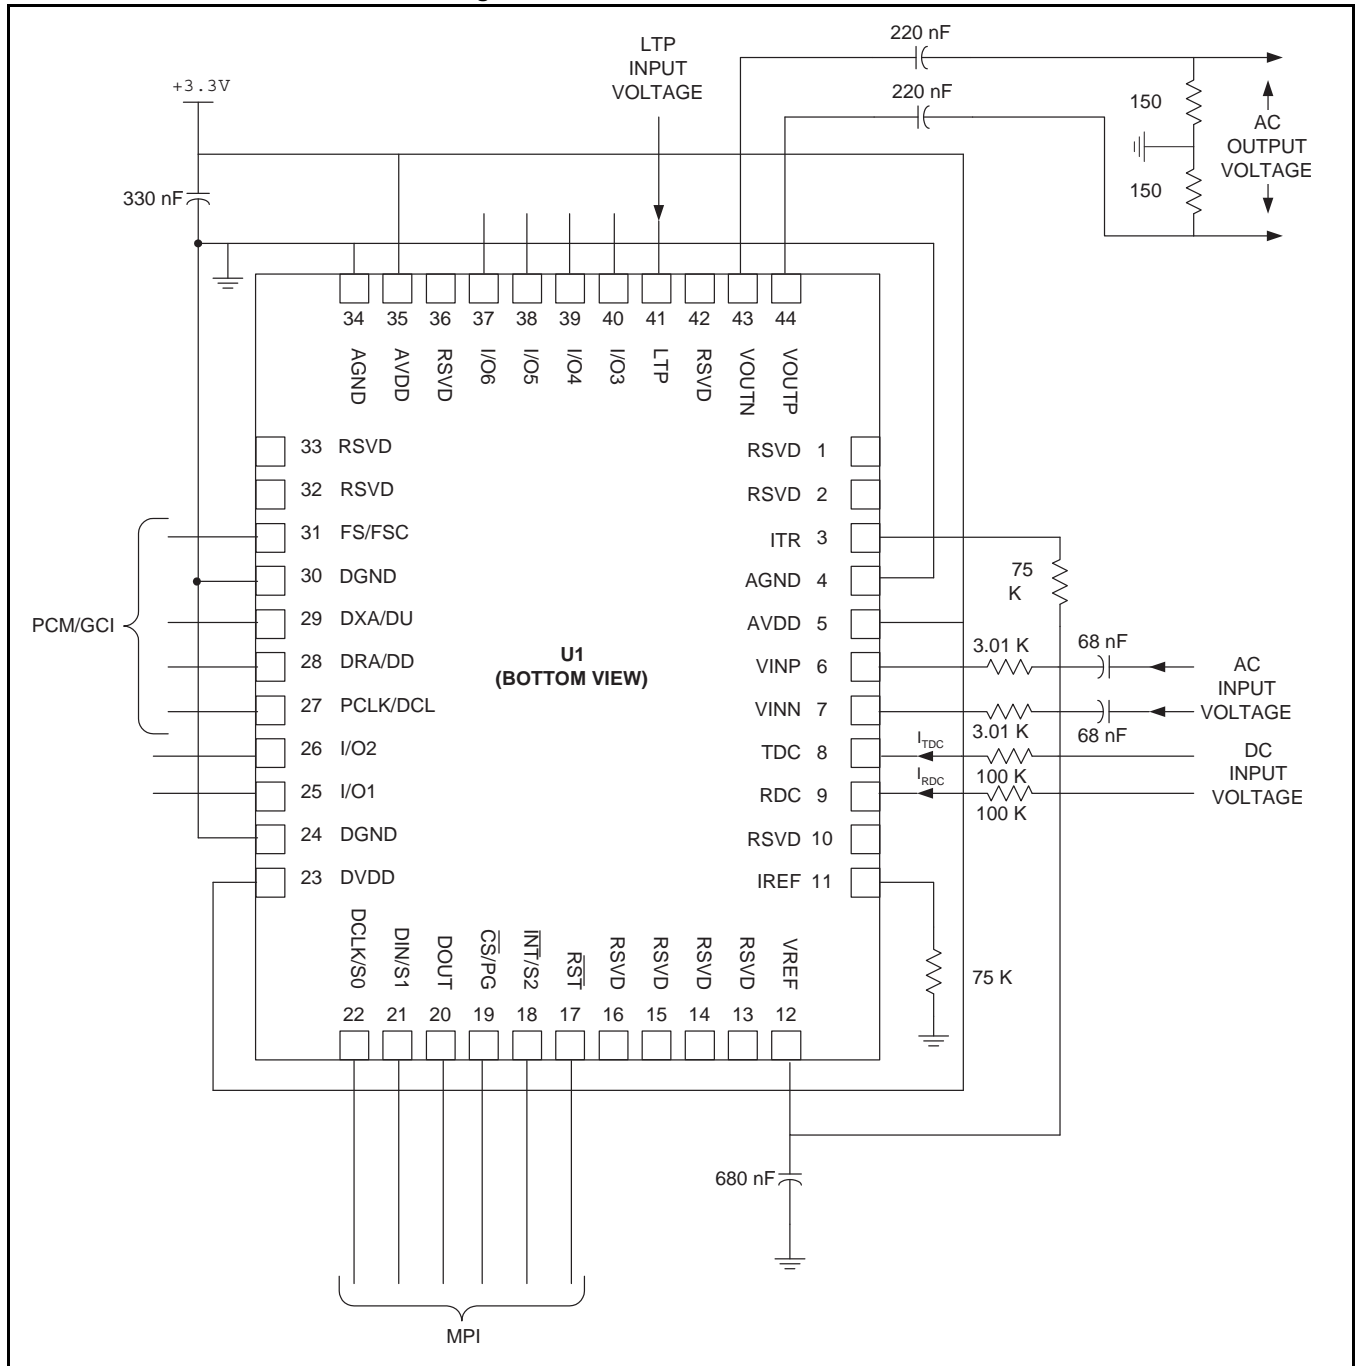 220 nF
LTP
INPUT
VOLTAGE
+3.3V
220 nF
150
AC
OUTPUT
VOLTAGE
150
330 nF
34 35 36 37 38 39 40 41 42 43 44
AGND AVDD RSVD I/O6 I/O5 I/O4 I/O3 LTP RSVD VOUTN VOUTP
33 RSVD
32 RSVD
31 FS/FSC
30 DGND
29 DXA/DU
28 DRA/DD
27 PCLK/DCL
26 I/O2
25 I/O1
24 DGND
23 DVDD
PCM/GCI
U1
(BOTTOM VIEW)
RSVD 1
RSVD 2
ITR 3
AGND 4
AVDD 5
VINP 6
VINN 7
TDC 8
RDC 9
RSVD 10
IREF 11
75
K
3.01 K
68 nF
AC
INPUT
VOLTAGE
3.01 K
68 nF
ITDC
100 K
DC
INPUT
VOLTAGE
IRDC
100 K
75 K
DCLK/S0 DIN/S1 DOUT CS/PG INT/S2 RST RSVD RSVD RSVD RSVD VREF
22 21 20 19 18 17 16 15 14 13 12
680 nF
MPI